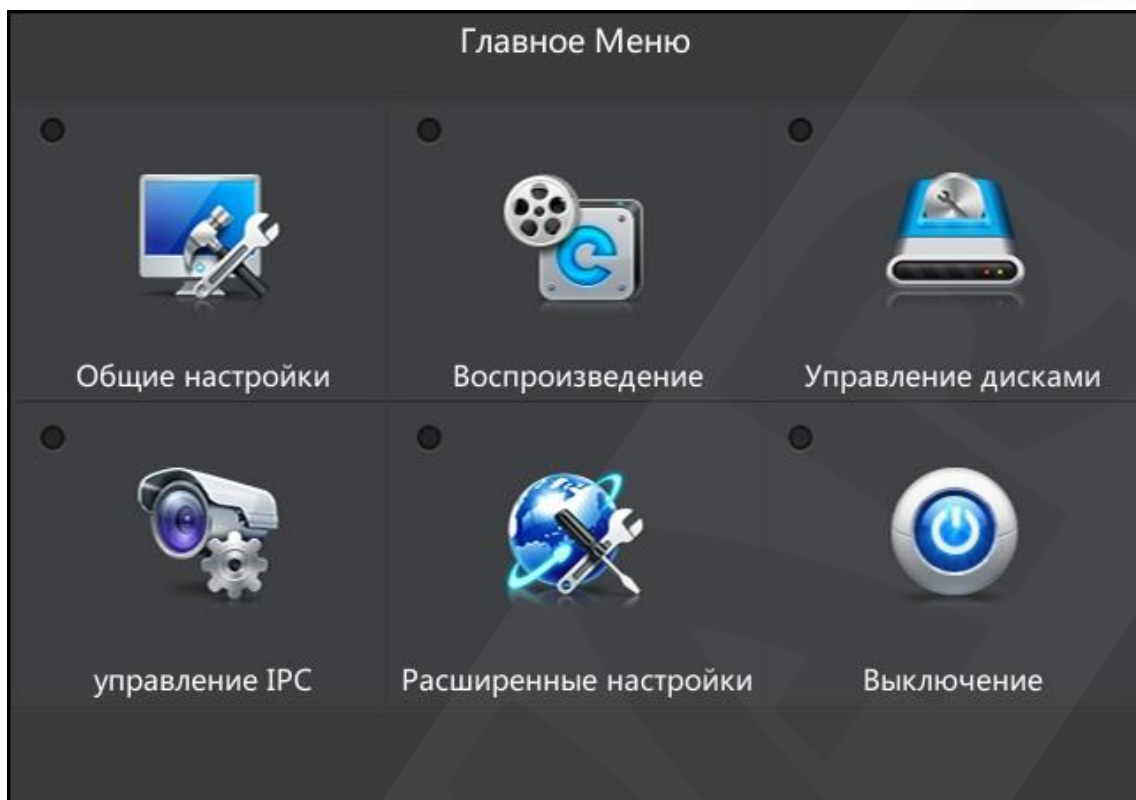 Главное Меню
Общие настройки
Воспроизведение
Управление дисками
управление IPC
Расширенные настройки
Выключение